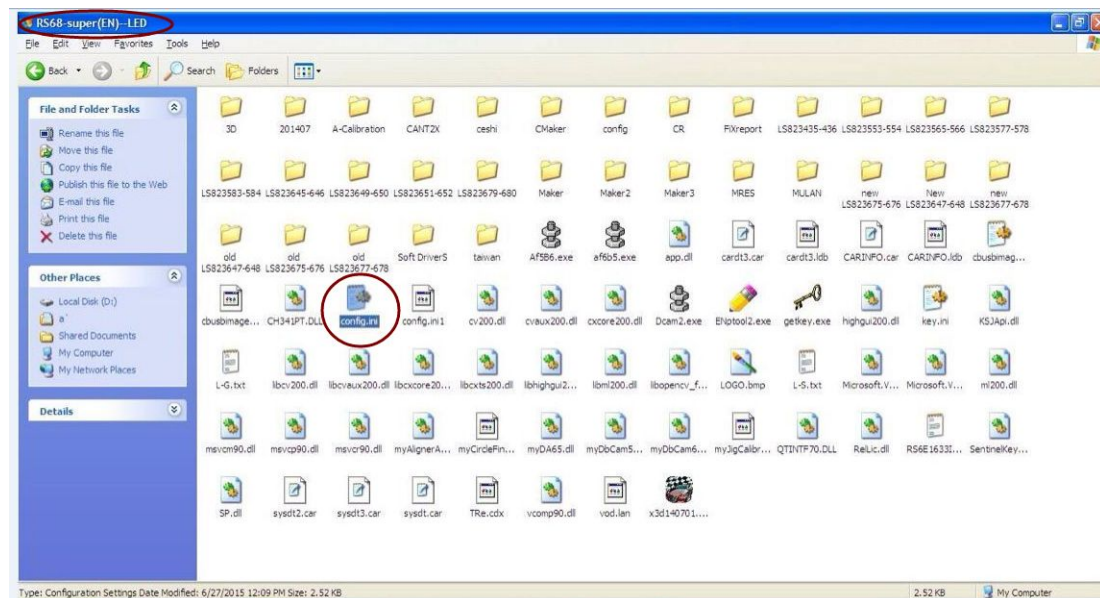 RS68-super(EN)--LED
File Edit View Favorites Tools Help
Back Search Folders
File and Folder Tasks
Rename this file
Move this file
Copy this file
Publish this file to the Web
E-mail this file
Print this file
Delete this file
Other Places
Local Disk (D:)
a`
Shared Documents
My Computer
My Network Places
Details
3D 201407 A-Calibration CANT2X ceshi CMaker config CR FiXreport LS823435-436 LS823553-554 LS823565-566 LS823577-578
LS823583-584 LS823645-646 LS823649-650 LS823651-652 LS823679-680 Maker Maker2 Maker3 MRES MULAN new LS823675-676 New LS823647-648 new LS823677-678
old LS823647-648 old LS823675-676 old LS823677-678 Soft DriverS taiwan Af5B6.exe af6b5.exe app.dl cardt3.car cardt3.ldb CARINFO.car CARINFO.ldb cbusbimag...
cbusbimage... CH341PT.DLL config.ini config.ini1 cv200.dll cvaux200.dll cxcore200.dll Dcam2.exe ENptool2.exe getkey.exe highgui200.dll key.ini KSJApi.dll
L-G.txt libcv200.dll libcvaux200.dll libcxcore20... libcxts200.dll libhighgui2... libml200.dll libopencv_f... LOGO.bmp L-S.txt Microsoft.V... Microsoft.V... ml200.dll
msvcm90.dll msvcp90.dll msvcr90.dll myAlignerA... myCircleFin... myDA65.dll myDbCam5... myDbCam6... myJigCalibr... QTINTF70.DLL RelLic.dll RS6E1633I... SentinelKey...
SP.dll sysdt2.car sysdt3.car sysdt.car TRe.cdx vcomp90.dll vod.lan x3d140701....
Type: Configuration Settings Date Modified: 6/27/2015 12:09 PM Size: 2.52 KB 2.52 KB My Computer